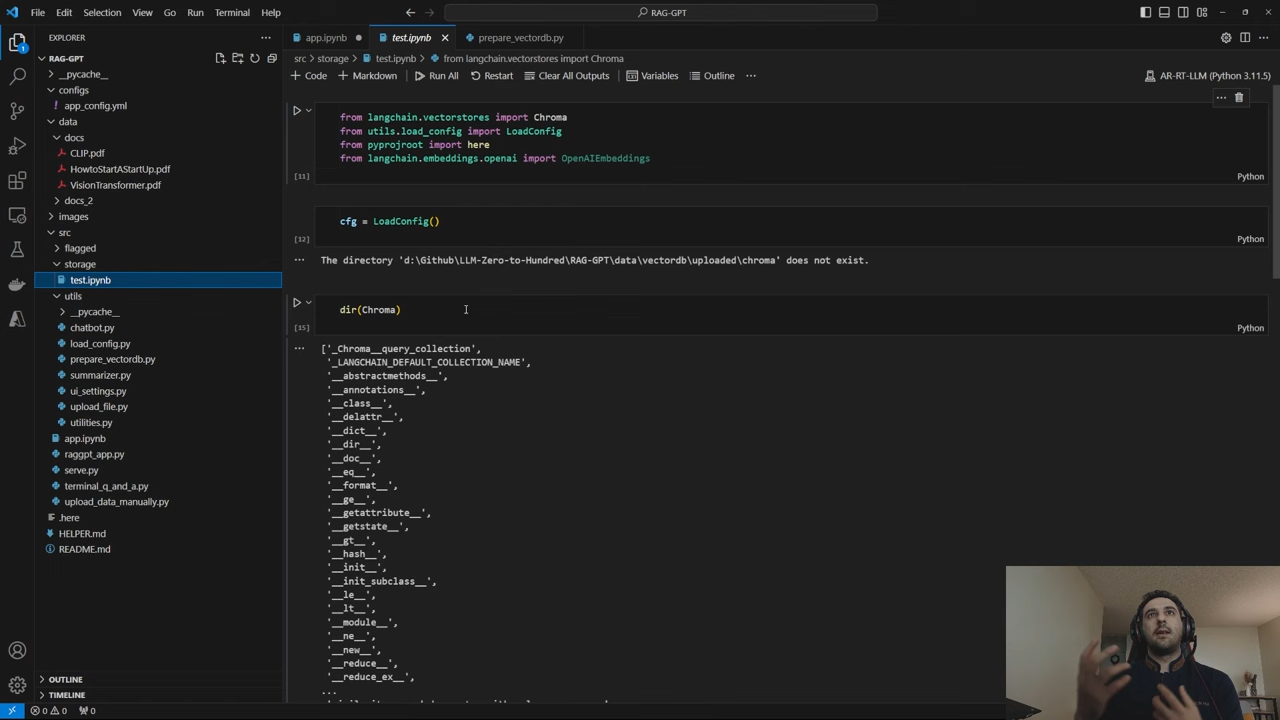 File Edit Selection View Go Run Terminal Help
RAG-GPT
EXPLORER
RAG-GPT
__pycache__
configs
app_config.yml
data
docs
CLIP.pdf
HowtoStartAStartUp.pdf
VisionTransformer.pdf
docs_2
images
src
flagged
storage
test.ipynb
utils
__pycache__
chatbot.py
load_config.py
prepare_vectordb.py
summarizer.py
ui_settings.py
upload_file.py
utilities.py
app.ipynb
raggpt_app.py
serve.py
terminal_q_and_a.py
upload_data_manually.py
.here
HELPER.md
README.md
OUTLINE
TIMELINE
1
app.ipynb test.ipynb prepare_vectordb.py
src > storage > test.ipynb > from langchain.vectorstores import Chroma
+ Code + Markdown Run All Restart Clear All Outputs Variables Outline ...
AR-RT-LLM (Python 3.11.5)
from langchain.vectorstores import Chroma
from utils.load_config import LoadConfig
from pyprojroot import here
from langchain.embeddings.openai import OpenAIEmbeddings
[11] Python
cfg = LoadConfig()
[12] Python
The directory 'd:\Github\LLM-Zero-to-Hundred\RAG-GPT\data\vectordb\uploaded\chroma' does not exist.
dir(Chroma)
[15] Python
['_Chroma__query_collection',
'_LANGCHAIN_DEFAULT_COLLECTION_NAME',
'__abstractmethods__',
'__annotations__',
'__class__',
'__delattr__',
'__dict__',
'__dir__',
'__doc__',
'__eq__',
'__format__',
'__ge__',
'__getattribute__',
'__getstate__',
'__gt__',
'__hash__',
'__init__',
'__init_subclass__',
'__le__',
'__lt__',
'__module__',
'__ne__',
'__new__',
'__reduce__',
'__reduce_ex__',
...
0 0 0